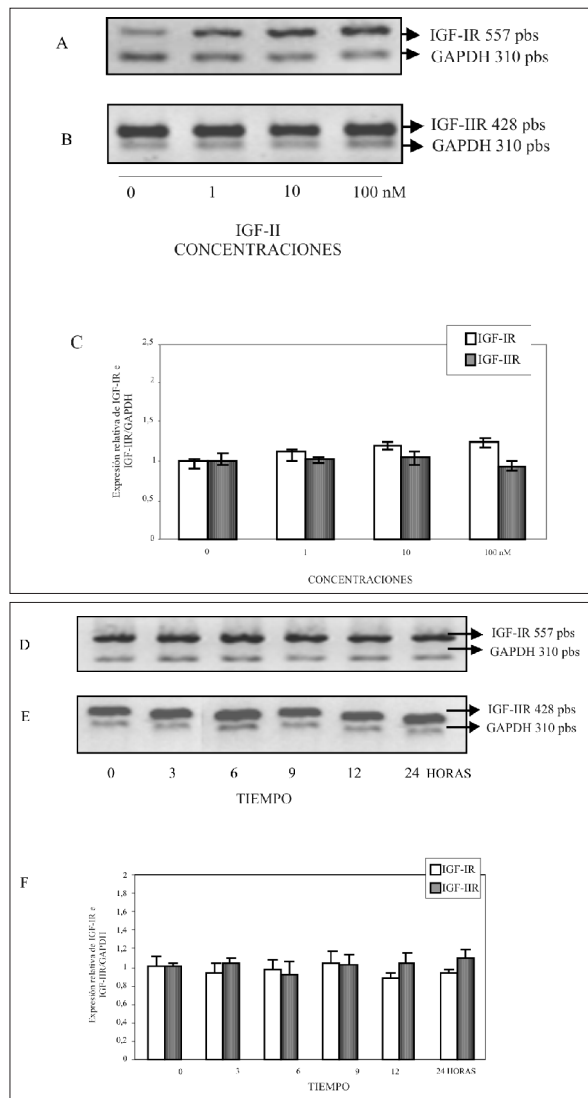 A
IGF-IR 557 pbs
GAPDH 310 pbs
B
IGF-IIR 428 pbs
GAPDH 310 pbs
0 1 10 100 nM
IGF-II
CONCENTRACIONES
C
IGF-IR
IGF-IIR
Expresión relativa de IGF-IR e
IGF-IIR/GAPDH
2,5
2
1,5
1
0,5
0
0 1 10 100 nM
CONCENTRACIONES
D
IGF-IR 557 pbs
GAPDH 310 pbs
E
IGF-IIR 428 pbs
GAPDH 310 pbs
0 3 6 9 12 24 HORAS
TIEMPO
F
IGF-IR
IGF-IIR
Expresión relativa de IGF-IR e
IGF-IIR/GAPDH
2
1,8
1,6
1,4
1,2
1
0,8
0,6
0,4
0,2
0
0 3 6 9 12 24 HORAS
TIEMPO